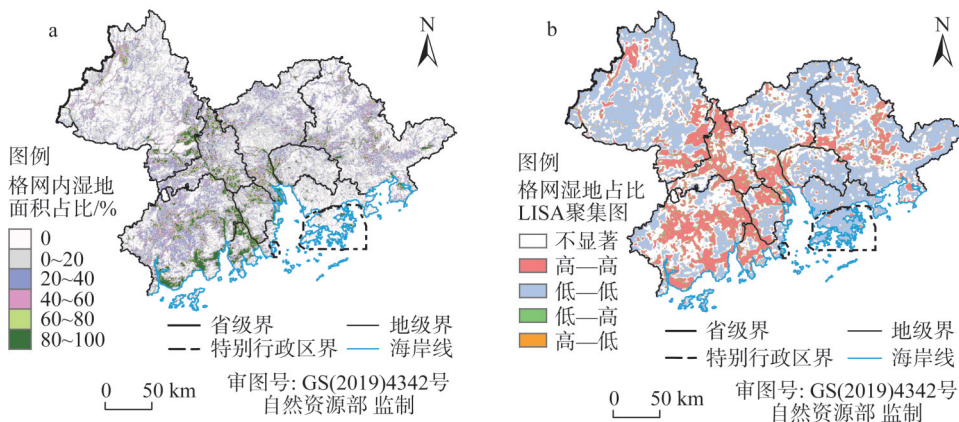 a
N
图例
格网内湿地
面积占比/%
0
0~20
20~40
40~60
60~80
80~100
省级界
地级界
特别行政区界
海岸线
0 50 km
审图号: GS(2019)4342号
自然资源部 监制
b
N
图例
格网湿地占比
LISA聚集图
不显著
高—高
低—低
低—高
高—低
省级界
地级界
特别行政区界
海岸线
0 50 km
审图号: GS(2019)4342号
自然资源部 监制